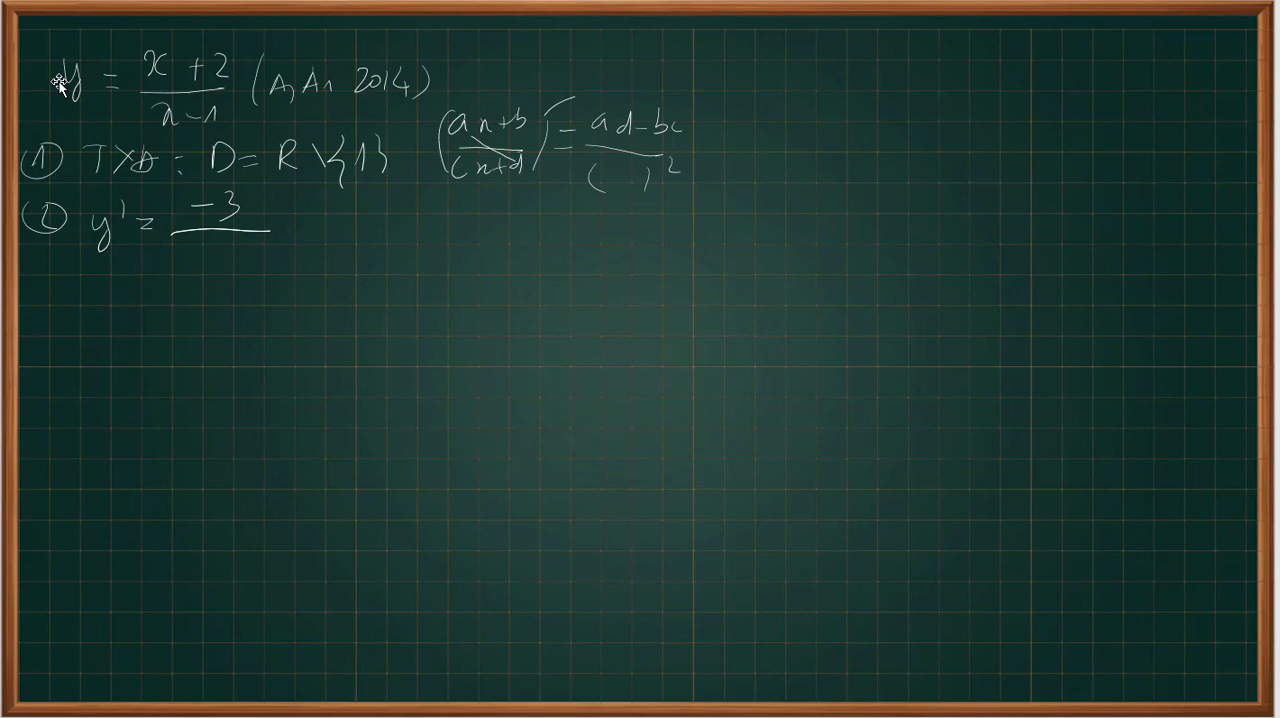 y = x + 2 / x - 1 (A, A1 2014)
① TXĐ : D = R \ {1}
(ax+b / cx+d)' = ad-bc / ( )²
② y' = -3 /